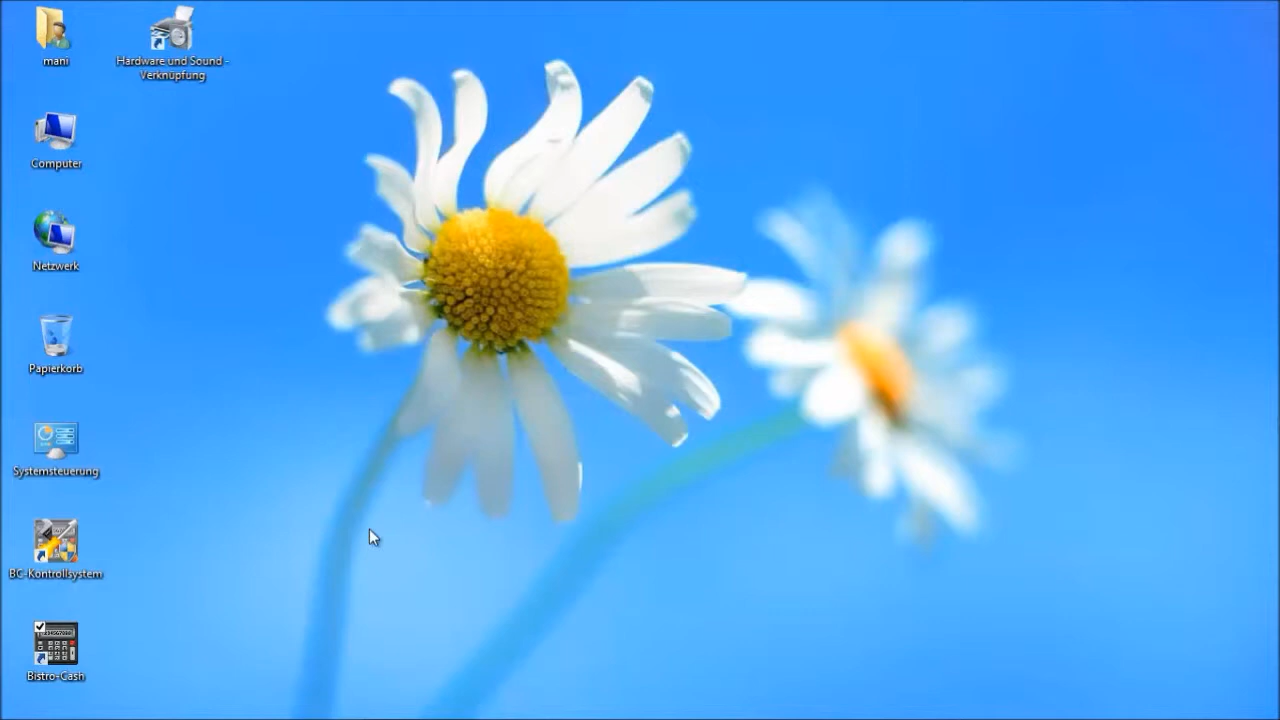 mani
Hardware und Sound -
Verknüpfung
Computer
Netzwerk
Papierkorb
Systemsteuerung
BC-Kontrollsystem
Bistro-Cash